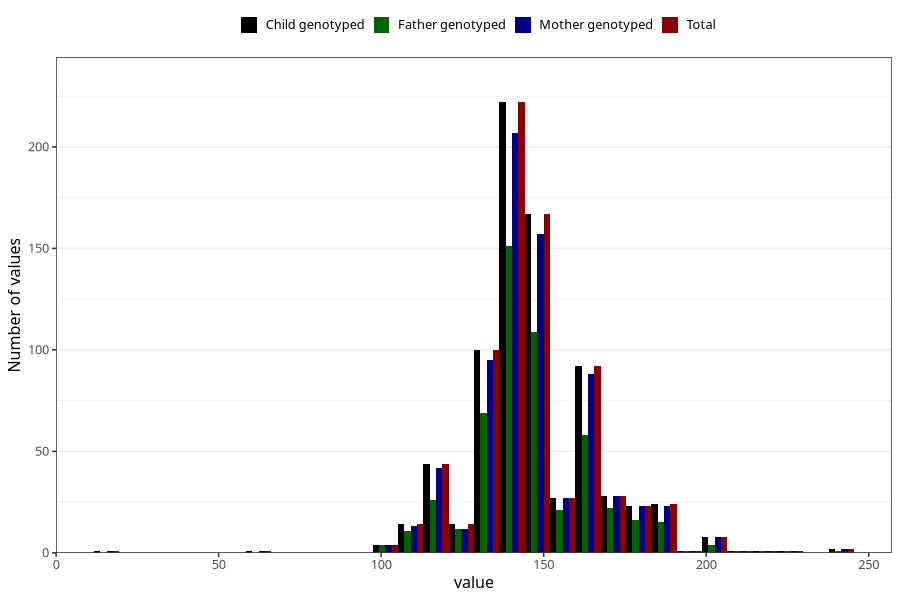 Child genotyped Father genotyped Mother genotyped Total
Number of values
200
150
100
50
0
0 50 100 150 200 250
value